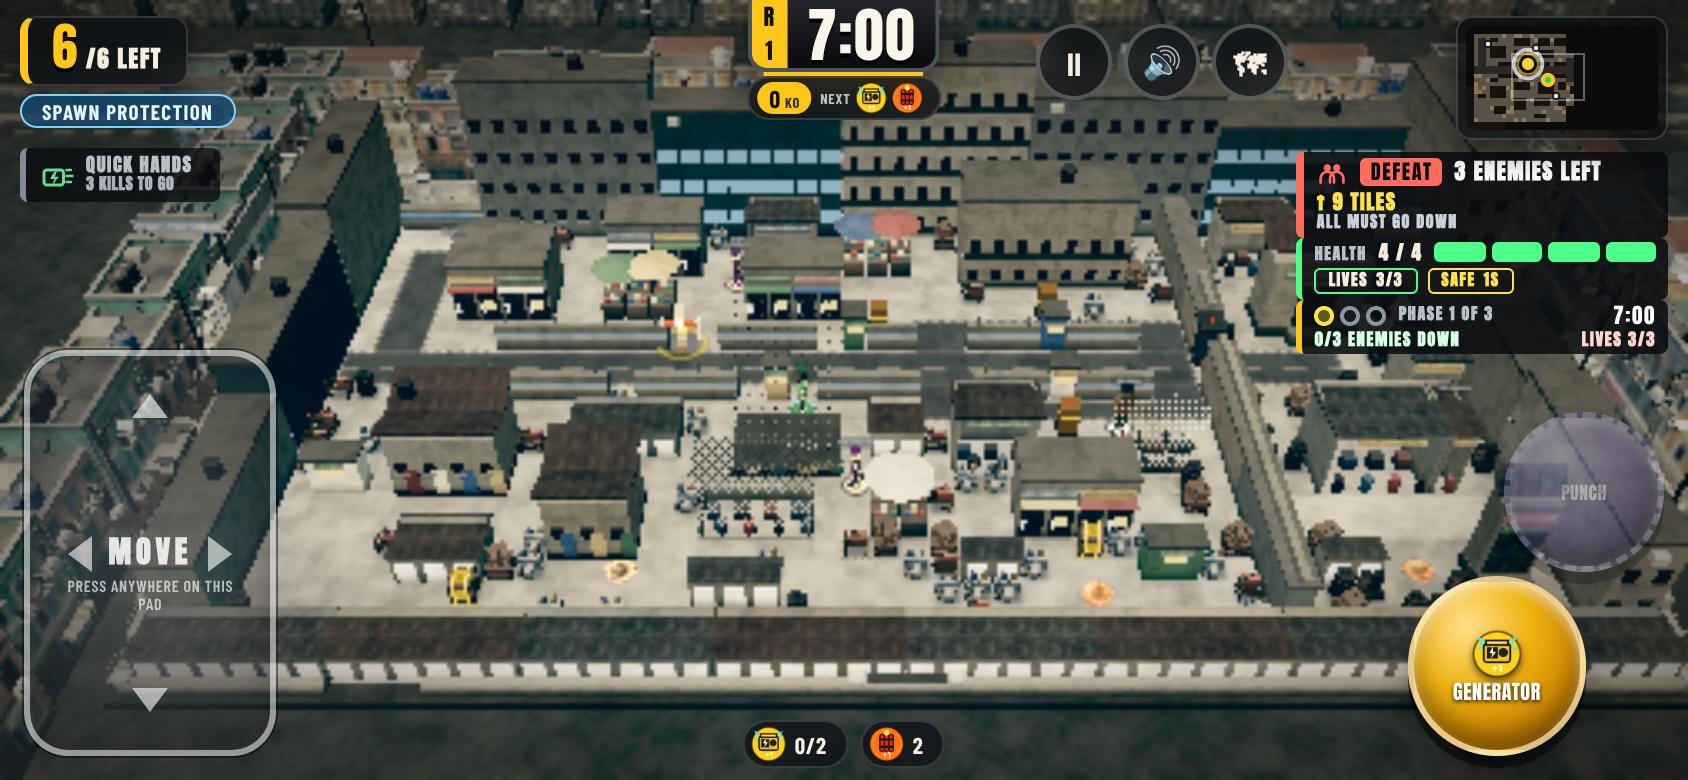 6/6 LEFT
SPAWN PROTECTION
QUICK HANDS
3 KILLS TO GO
R
1
7:00
0 KO NEXT
DEFEAT 3 ENEMIES LEFT
↑ 9 TILES
ALL MUST GO DOWN
HEALTH 4 / 4
LIVES 3/3 SAFE 1S
PHASE 1 OF 3 7:00
0/3 ENEMIES DOWN LIVES 3/3
MOVE
PRESS ANYWHERE ON THIS
PAD
PUNCH
GENERATOR
0/2
2